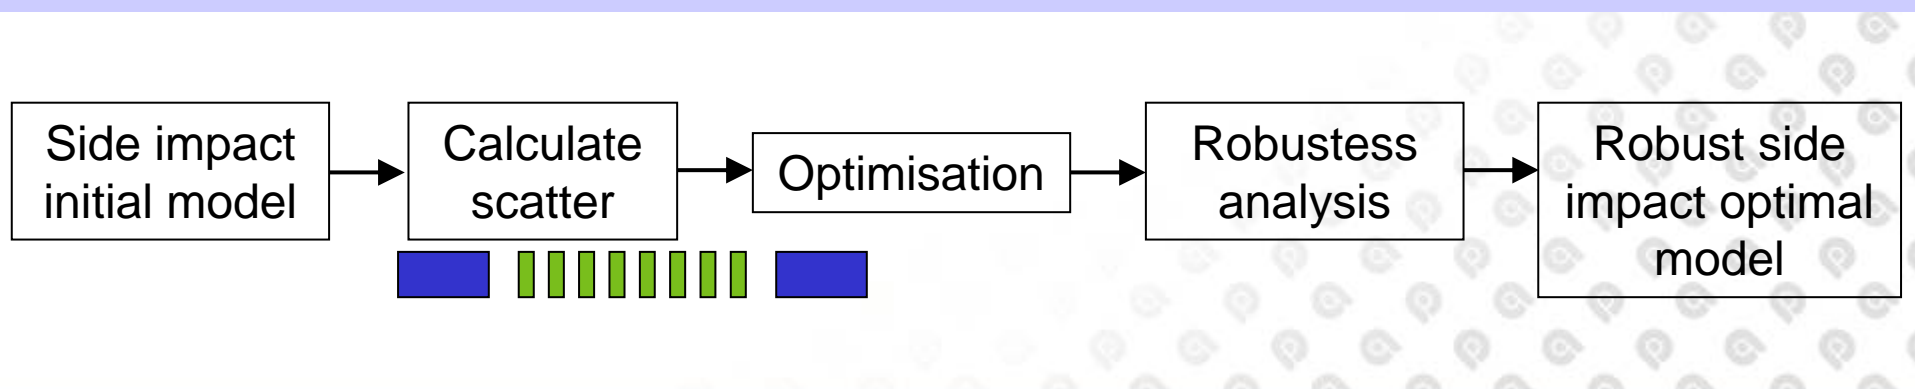 Side impact
initial model
Calculate
scatter
Optimisation
Robustess
analysis
Robust side
impact optimal
model